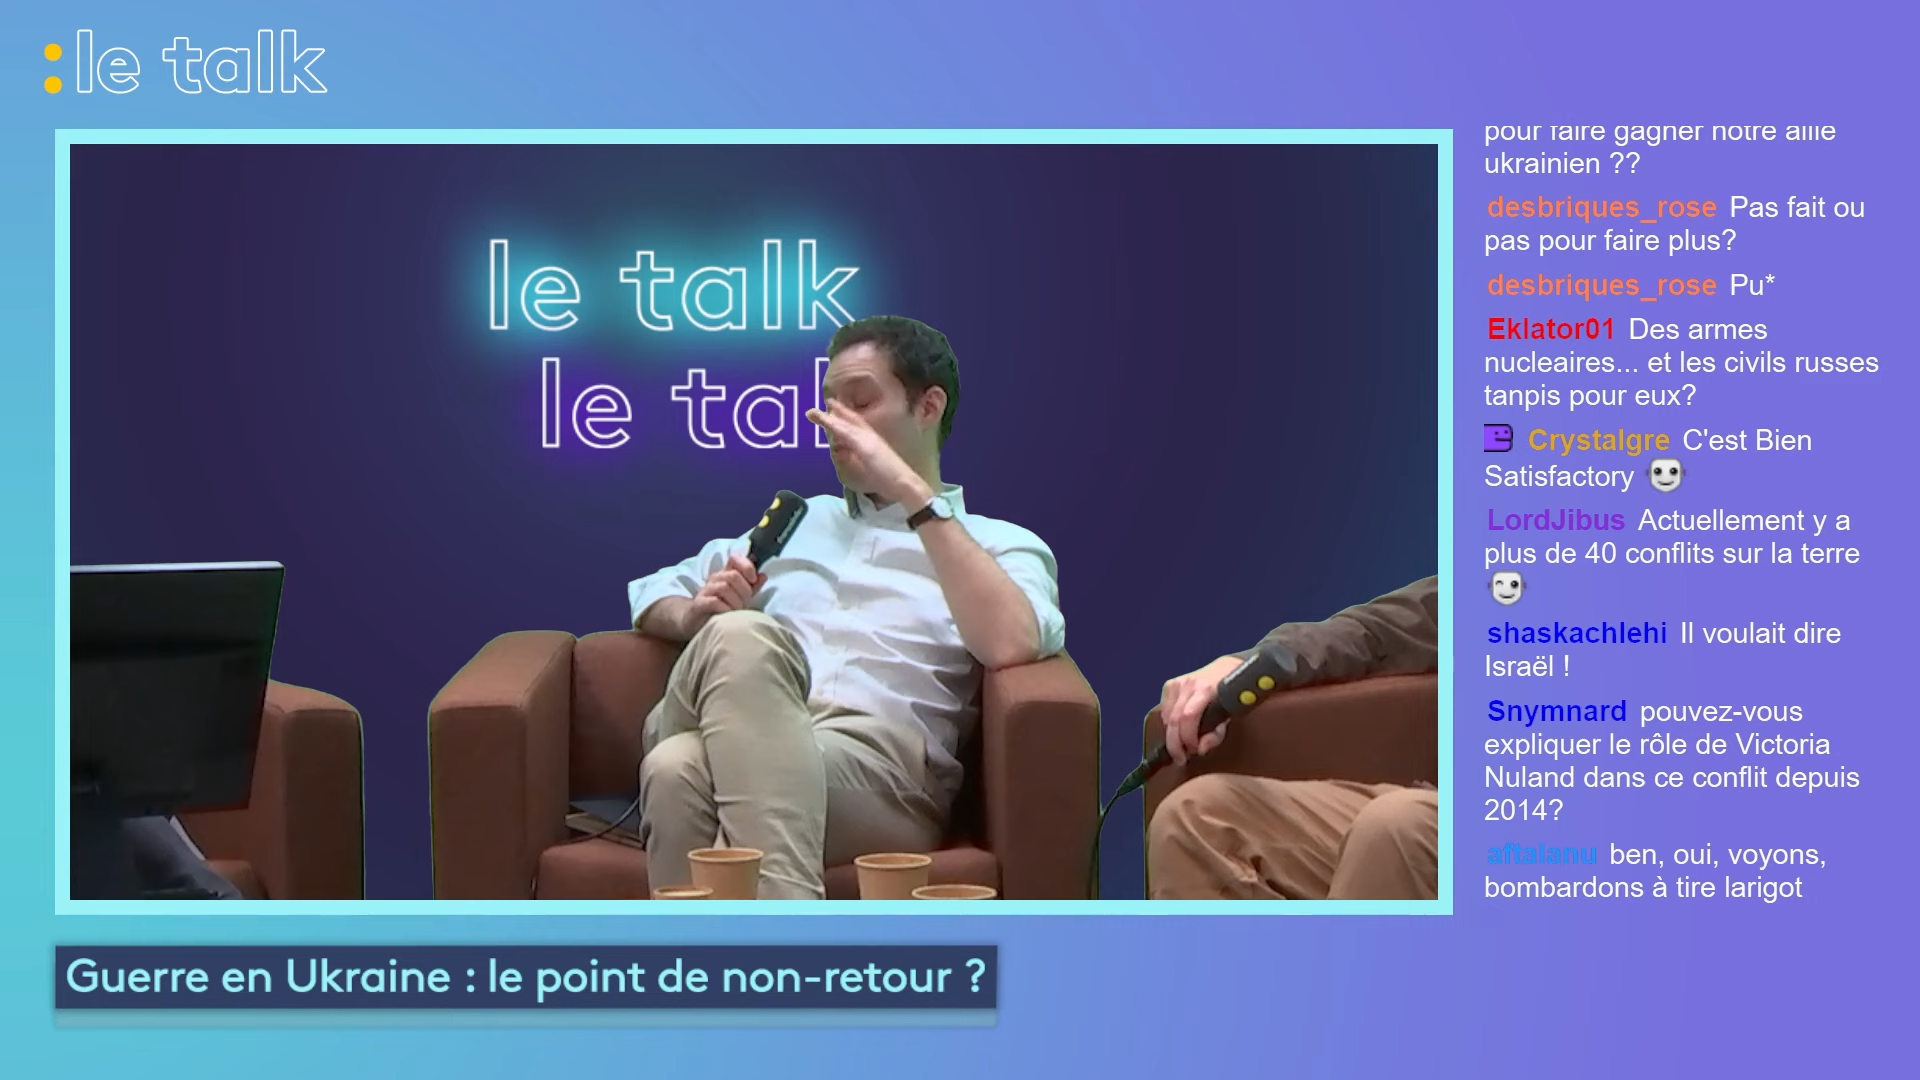 :le talk
le talk
le tal
pour faire gagner notre allié
ukrainien ??
desbriques_rose Pas fait ou
pas pour faire plus?
desbriques_rose Pu*
Eklator01 Des armes
nucleaires... et les civils russes
tanpis pour eux?
Crystalgre C'est Bien
Satisfactory
LordJibus Actuellement y a
plus de 40 conflits sur la terre
shaskachlehi Il voulait dire
Israël !
Snymnard pouvez-vous
expliquer le rôle de Victoria
Nuland dans ce conflit depuis
2014?
aftalanu ben, oui, voyons,
bombardons à tire larigot
Guerre en Ukraine : le point de non-retour ?